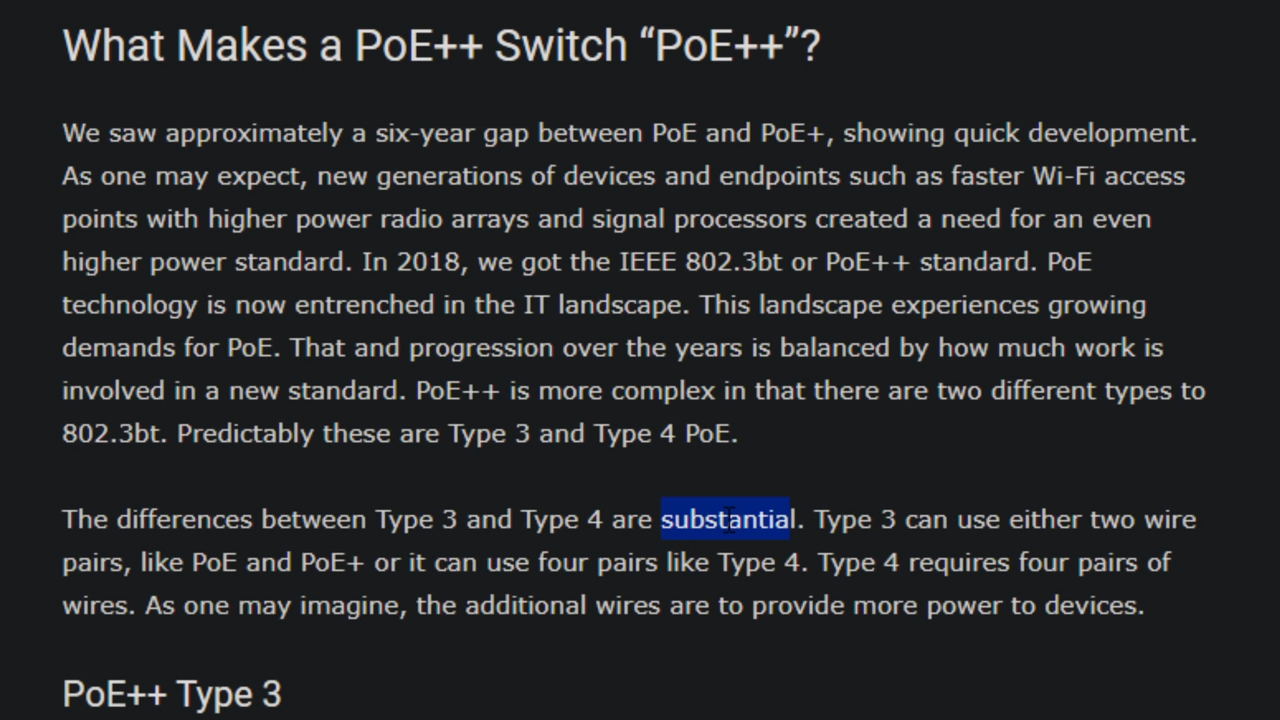 What Makes a PoE++ Switch “PoE++”?
We saw approximately a six-year gap between PoE and PoE+, showing quick development.
As one may expect, new generations of devices and endpoints such as faster Wi-Fi access
points with higher power radio arrays and signal processors created a need for an even
higher power standard. In 2018, we got the IEEE 802.3bt or PoE++ standard. PoE
technology is now entrenched in the IT landscape. This landscape experiences growing
demands for PoE. That and progression over the years is balanced by how much work is
involved in a new standard. PoE++ is more complex in that there are two different types to
802.3bt. Predictably these are Type 3 and Type 4 PoE.
The differences between Type 3 and Type 4 are substantial. Type 3 can use either two wire
pairs, like PoE and PoE+ or it can use four pairs like Type 4. Type 4 requires four pairs of
wires. As one may imagine, the additional wires are to provide more power to devices.
PoE++ Type 3